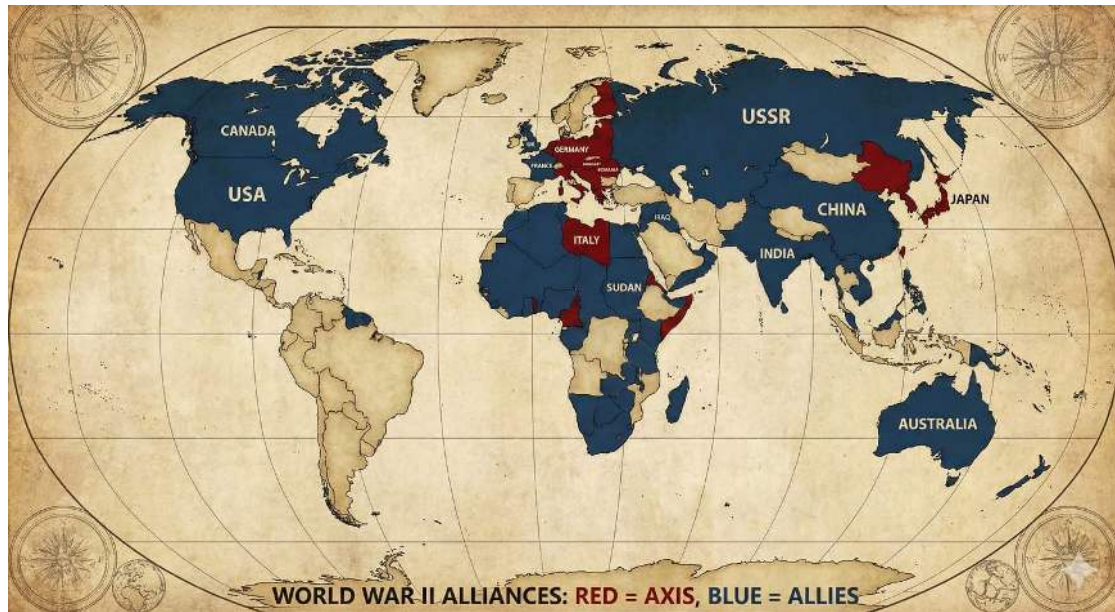 CANADA
USA
USSR
GERMANY
FRANCE
ROMANIA
ITALY
IRAQ
SUDAN
CHINA
INDIA
JAPAN
AUSTRALIA
WORLD WAR II ALLIANCES: RED = AXIS, BLUE = ALLIES